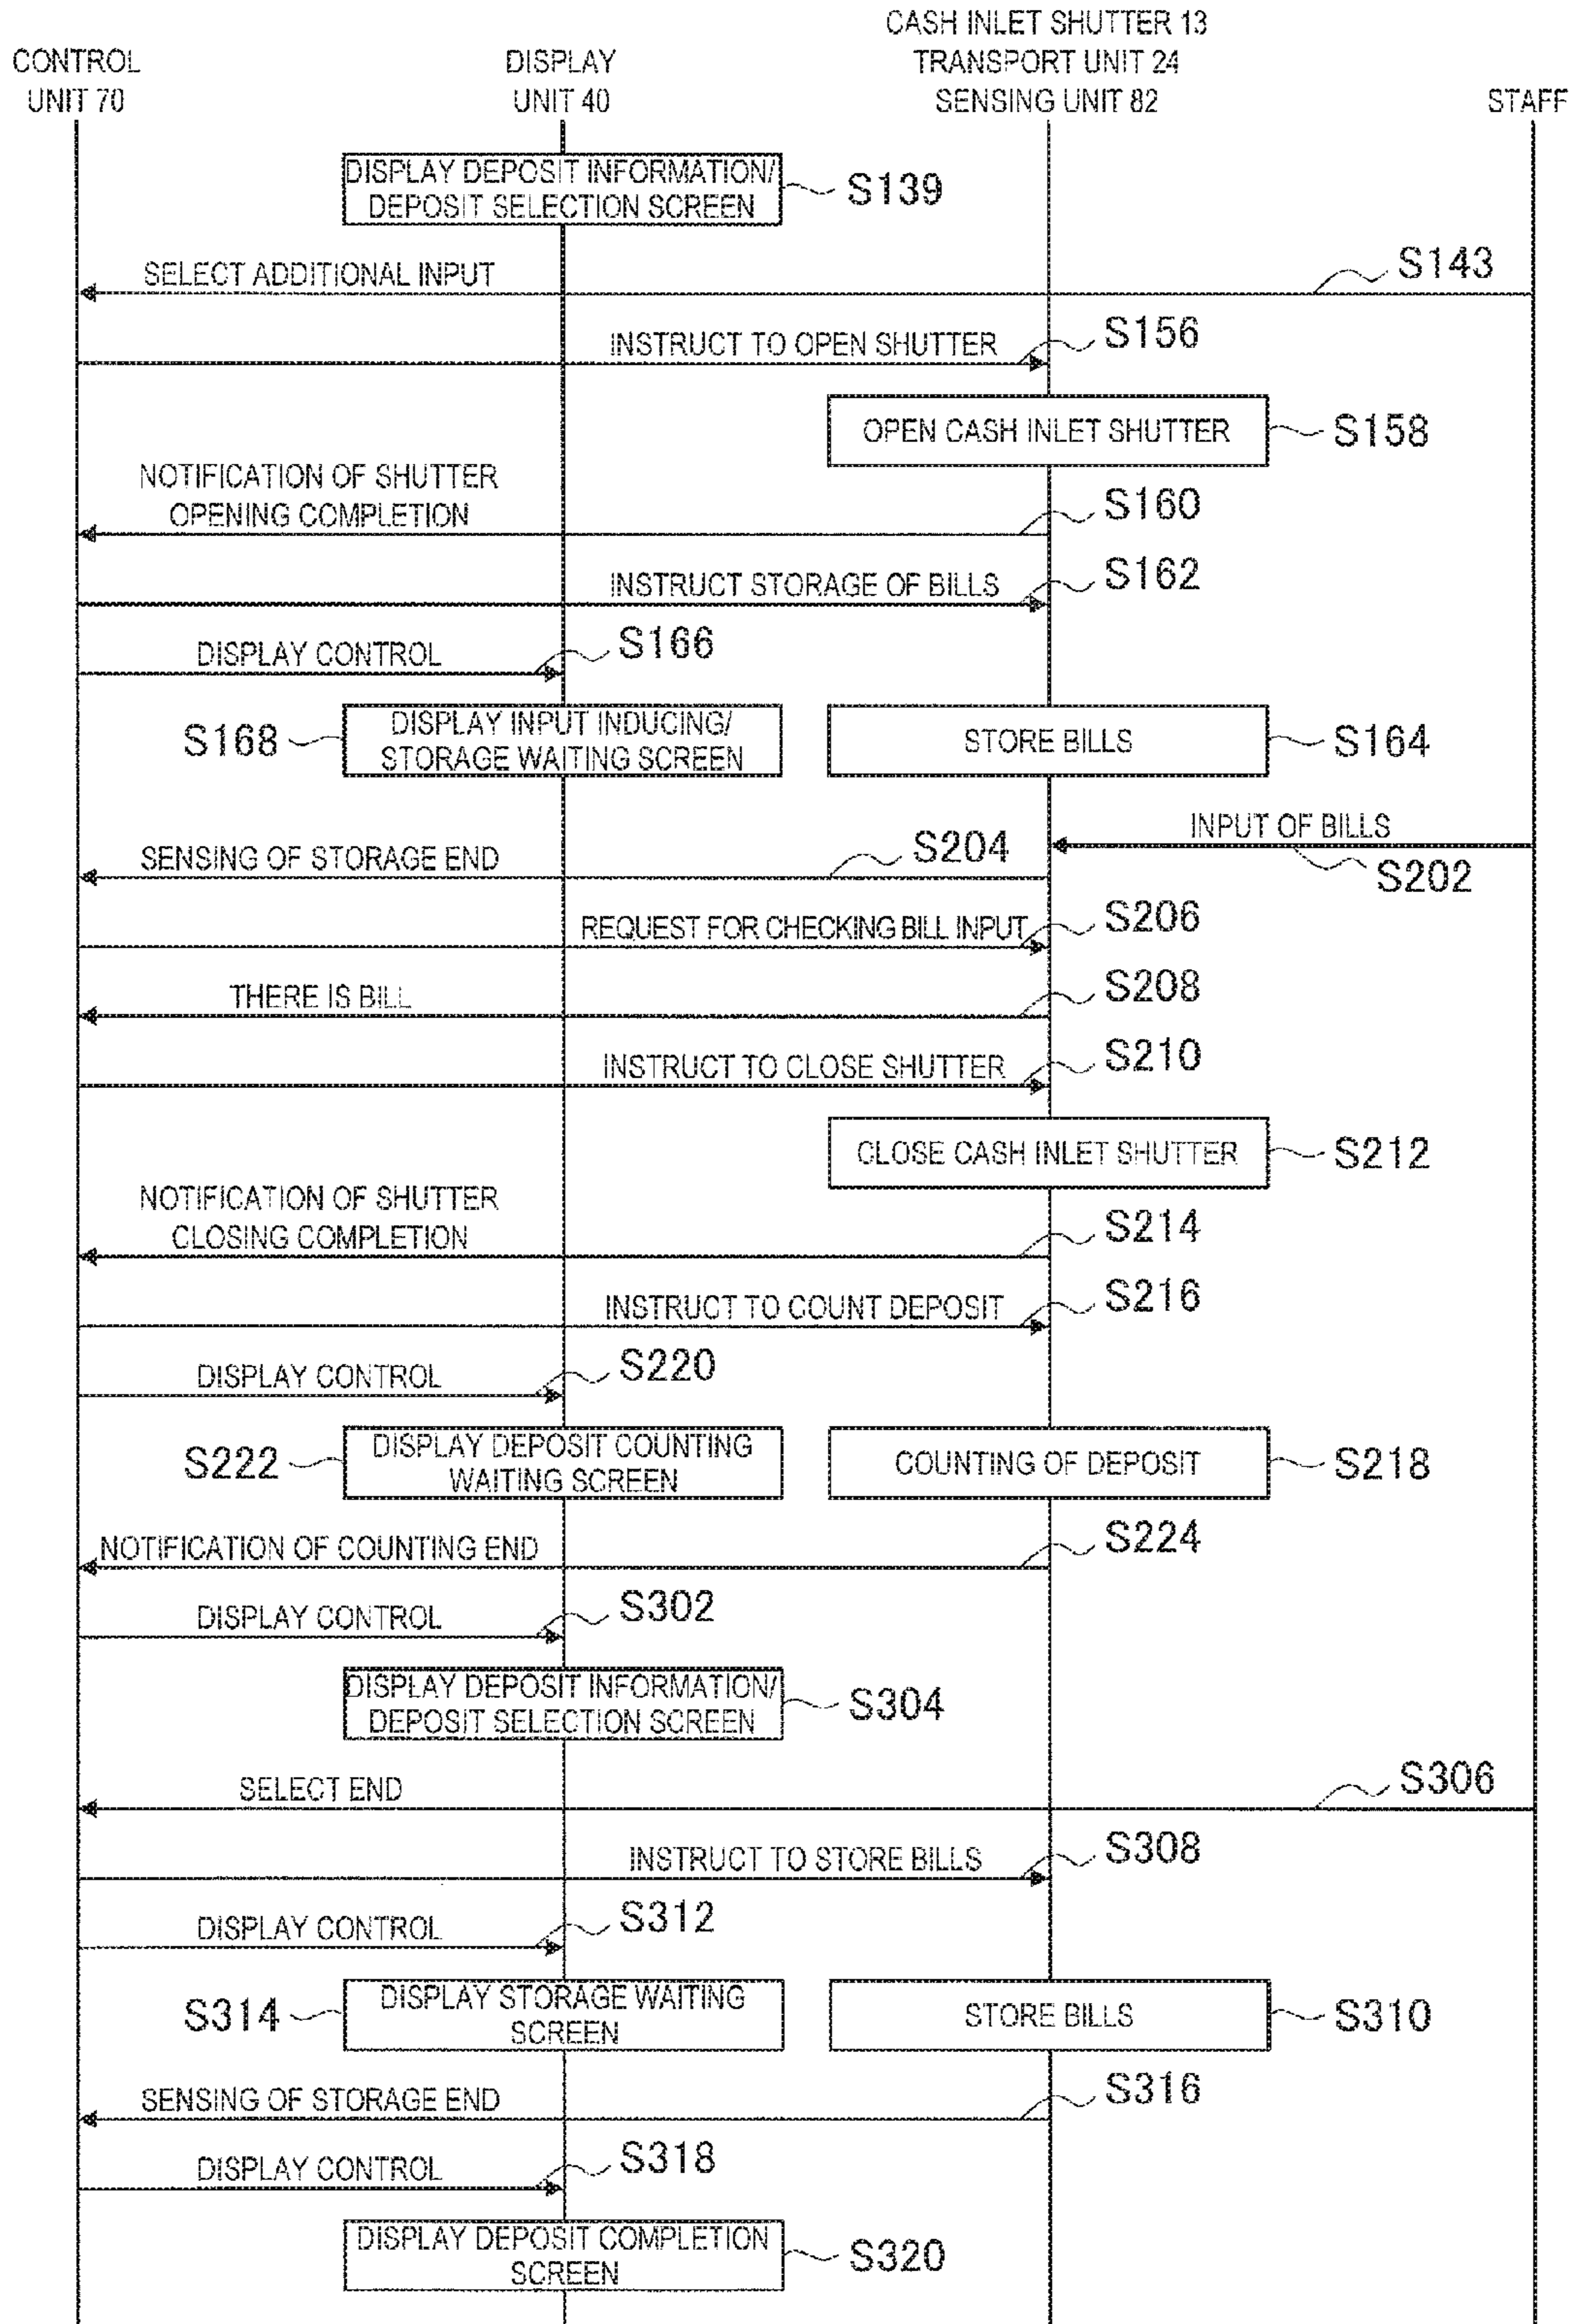 CONTROL
UNIT 70
DISPLAY
UNIT 40
CASH INLET SHUTTER 13
TRANSPORT UNIT 24
SENSING UNIT 82
STAFF
DISPLAY DEPOSIT INFORMATION/
DEPOSIT SELECTION SCREEN
S139
SELECT ADDITIONAL INPUT
S143
INSTRUCT TO OPEN SHUTTER
S156
OPEN CASH INLET SHUTTER
S158
NOTIFICATION OF SHUTTER
OPENING COMPLETION
S160
INSTRUCT STORAGE OF BILLS
S162
DISPLAY CONTROL
S166
S168
DISPLAY INPUT INDUCING/
STORAGE WAITING SCREEN
STORE BILLS
S164
INPUT OF BILLS
S202
SENSING OF STORAGE END
S204
REQUEST FOR CHECKING BILL INPUT
S206
THERE IS BILL
S208
INSTRUCT TO CLOSE SHUTTER
S210
CLOSE CASH INLET SHUTTER
S212
NOTIFICATION OF SHUTTER
CLOSING COMPLETION
S214
INSTRUCT TO COUNT DEPOSIT
S216
DISPLAY CONTROL
S220
S222
DISPLAY DEPOSIT COUNTING
WAITING SCREEN
COUNTING OF DEPOSIT
S218
NOTIFICATION OF COUNTING END
S224
DISPLAY CONTROL
S302
DISPLAY DEPOSIT INFORMATION/
DEPOSIT SELECTION SCREEN
S304
SELECT END
S306
INSTRUCT TO STORE BILLS
S308
DISPLAY CONTROL
S312
S314
DISPLAY STORAGE WAITING
SCREEN
STORE BILLS
S310
SENSING OF STORAGE END
S316
DISPLAY CONTROL
S318
DISPLAY DEPOSIT COMPLETION
SCREEN
S320